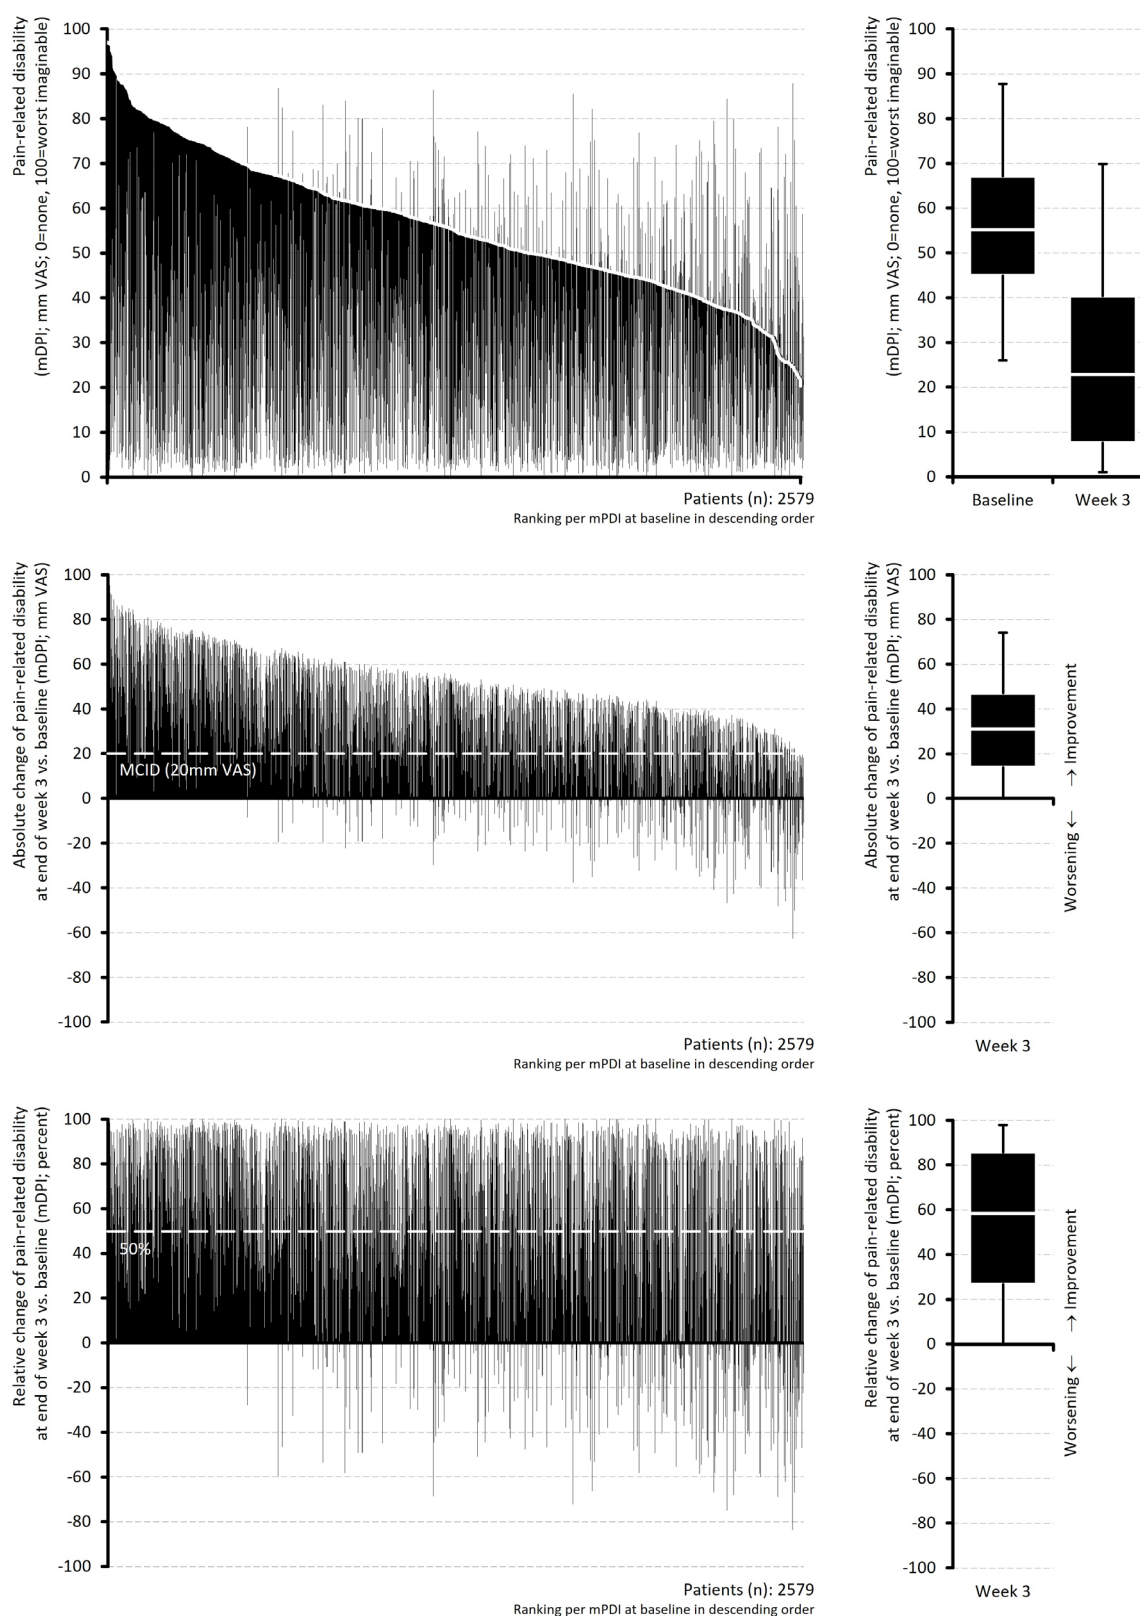 Pain-related disability
(mDPI; mm VAS; 0=none, 100=worst imaginable)
100
90
80
70
60
50
40
30
20
10
0
Patients (n): 2579
Ranking per mPDI at baseline in descending order
Pain-related disability
(mDPI; mm VAS; 0=none, 100=worst imaginable)
100
90
80
70
60
50
40
30
20
10
0
Baseline
Week 3
Absolute change of pain-related disability
at end of week 3 vs. baseline (mDPI; mm VAS)
100
80
60
40
20
0
-20
-40
-60
-80
-100
MCID (20mm VAS)
Patients (n): 2579
Ranking per mPDI at baseline in descending order
Absolute change of pain-related disability
at end of week 3 vs. baseline (mDPI; mm VAS)
100
80
60
40
20
0
-20
-40
-60
-80
-100
Worsening ← → Improvement
Week 3
Relative change of pain-related disability
at end of week 3 vs. baseline (mDPI; percent)
100
80
60
40
20
0
-20
-40
-60
-80
-100
50%
Patients (n): 2579
Ranking per mPDI at baseline in descending order
Relative change of pain-related disability
at end of week 3 vs. baseline (mDPI; percent)
100
80
60
40
20
0
-20
-40
-60
-80
-100
Worsening ← → Improvement
Week 3